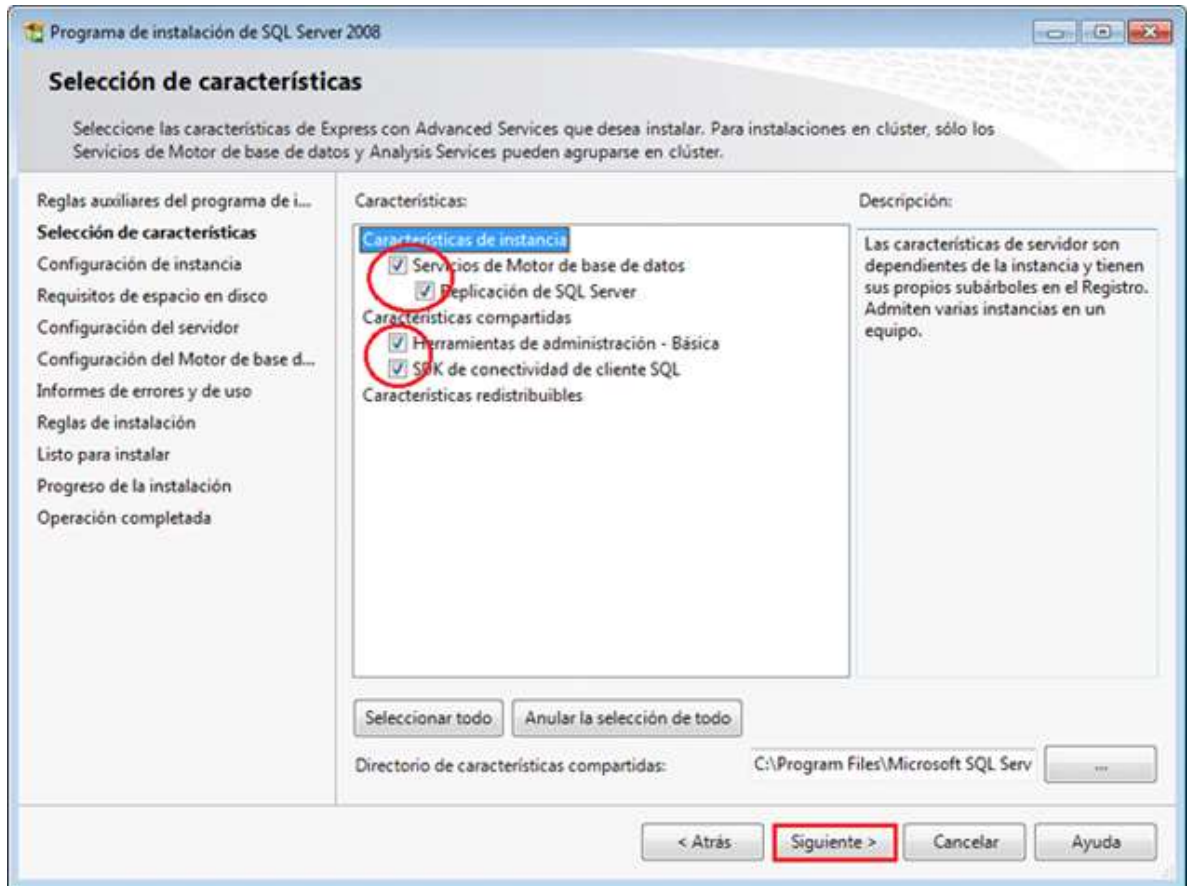 Programa de instalación de SQL Server 2008
Selección de características
Seleccione las características de Express con Advanced Services que desea instalar. Para instalaciones en clúster, sólo los
Servicios de Motor de base de datos y Analysis Services pueden agruparse en clúster.
Reglas auxiliares del programa de i...
Selección de características
Configuración de instancia
Requisitos de espacio en disco
Configuración del servidor
Configuración del Motor de base d...
Informes de errores y de uso
Reglas de instalación
Listo para instalar
Progreso de la instalación
Operación completada
Características:
Características de instancia
Servicios de Motor de base de datos
Replicación de SQL Server
Características compartidas
Herramientas de administración - Básica
SDK de conectividad de cliente SQL
Características redistribuibles
Descripción:
Las características de servidor son
dependientes de la instancia y tienen
sus propios subárboles en el Registro.
Admiten varias instancias en un
equipo.
Seleccionar todo
Anular la selección de todo
Directorio de características compartidas:
C:\Program Files\Microsoft SQL Serv
...
< Atrás
Siguiente >
Cancelar
Ayuda